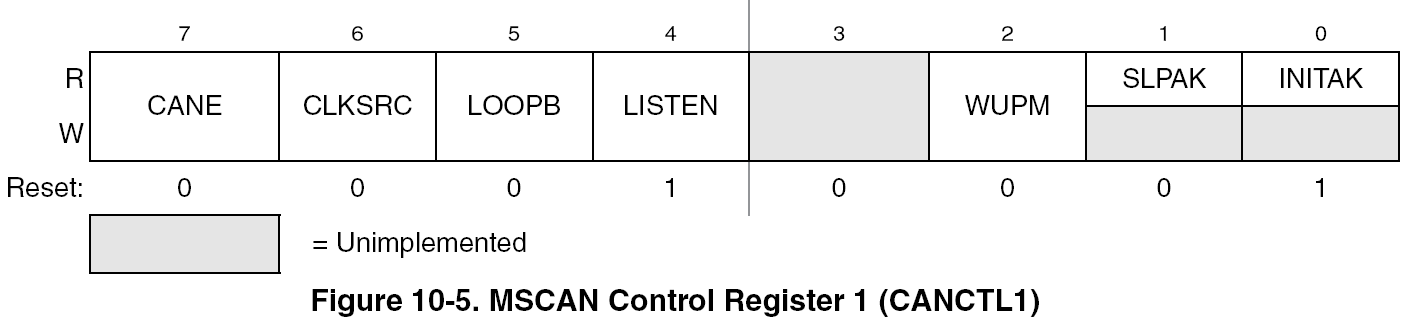 7 6 5 4 3 2 1 0
R SLPAK INITAK
CANE CLKSRC LOOPB LISTEN WUPM
W
Reset: 0 0 0 1 0 0 0 1
= Unimplemented
Figure 10-5. MSCAN Control Register 1 (CANCTL1)